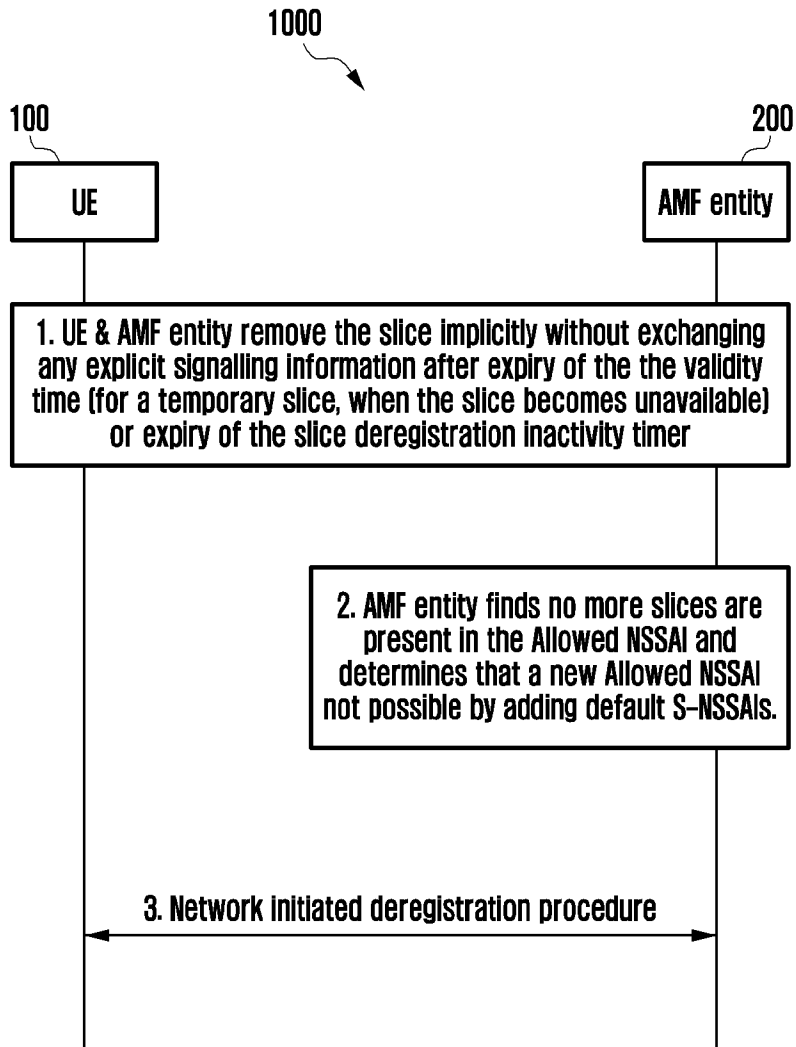 1000
100
200
UE
AMF entity
1. UE & AMF entity remove the slice implicitly without exchanging
any explicit signalling information after expiry of the the validity
time (for a temporary slice, when the slice becomes unavailable)
or expiry of the slice deregistration inactivity timer
2. AMF entity finds no more slices are
present in the Allowed NSSAI and
determines that a new Allowed NSSAI
not possible by adding default S-NSSAIs.
3. Network initiated deregistration procedure